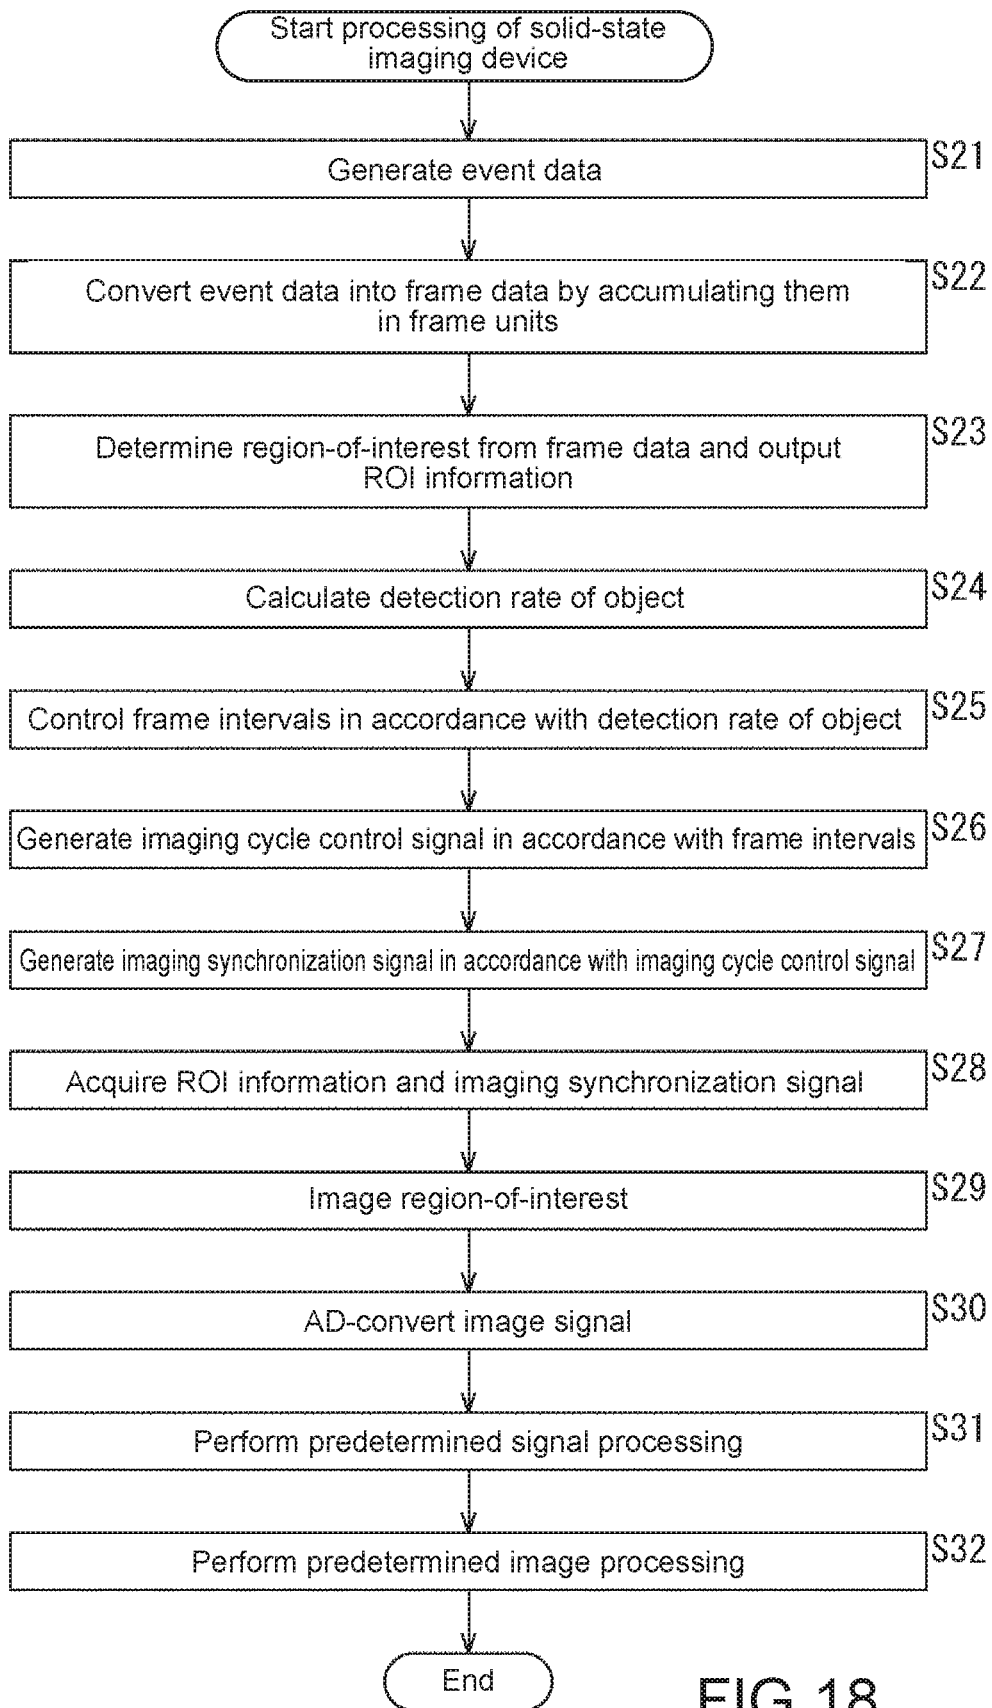 Start processing of solid-state
imaging device
S21
Generate event data
S22
Convert event data into frame data by accumulating them
in frame units
S23
Determine region-of-interest from frame data and output
ROI information
S24
Calculate detection rate of object
S25
Control frame intervals in accordance with detection rate of object
S26
Generate imaging cycle control signal in accordance with frame intervals
S27
Generate imaging synchronization signal in accordance with imaging cycle control signal
S28
Acquire ROI information and imaging synchronization signal
S29
Image region-of-interest
S30
AD-convert image signal
S31
Perform predetermined signal processing
S32
Perform predetermined image processing
End
FIG.18